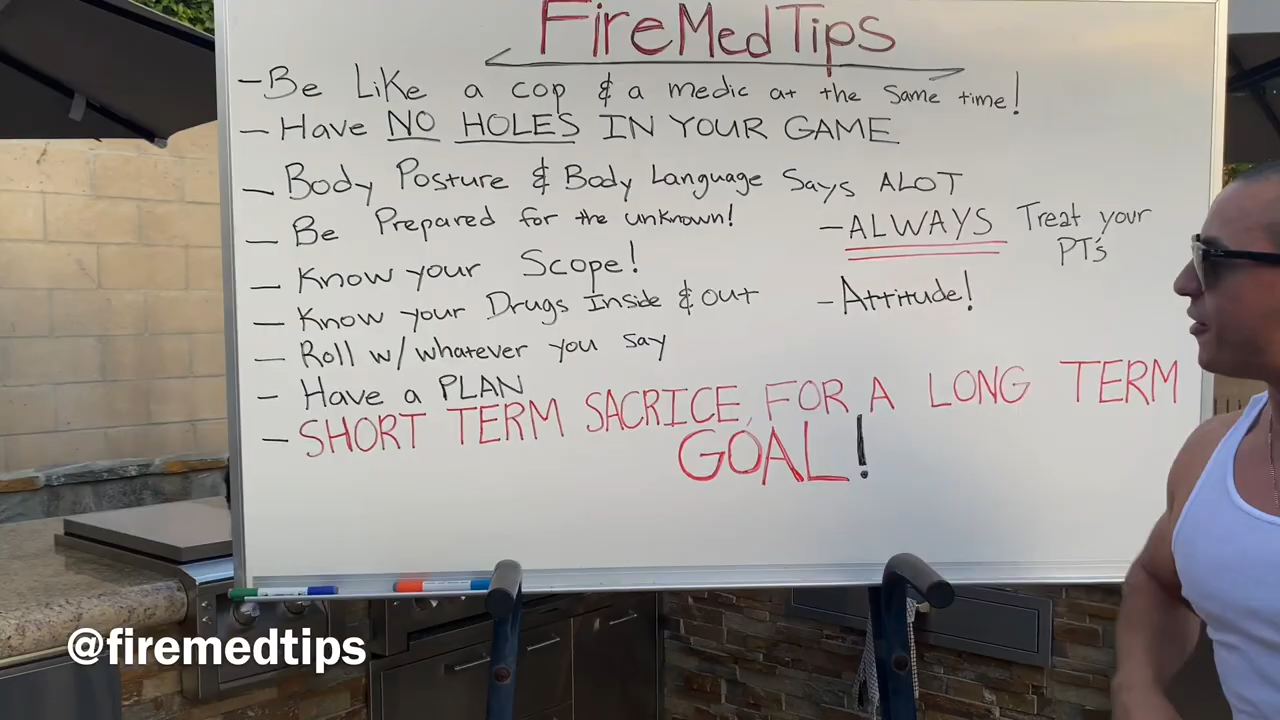 FireMedTips
- Be Like a cop & a medic at the same time!
- Have NO HOLES IN YOUR GAME
- Body Posture & Body Language Says ALOT
- Be Prepared for the unknown!
- Know your Scope!
- Know your Drugs Inside & out
- Roll w/ whatever you say
- Have a PLAN
- SHORT TERM SACRICE, FOR A LONG TERM
GOAL!
- ALWAYS Treat your
PT's
- Attitude!
@firemedtips